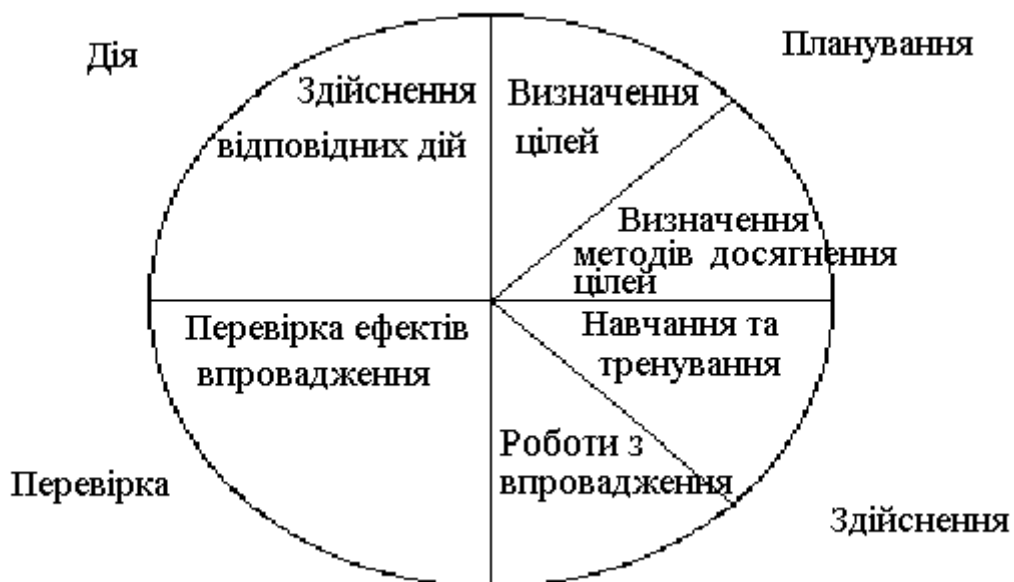 Дія
Планування
Здійснення
відповідних дій
Визначення
цілей
Визначення
методів досягнення
цілей
Перевірка ефектів
впровадження
Навчання та
тренування
Роботи з
впровадження
Перевірка
Здійснення